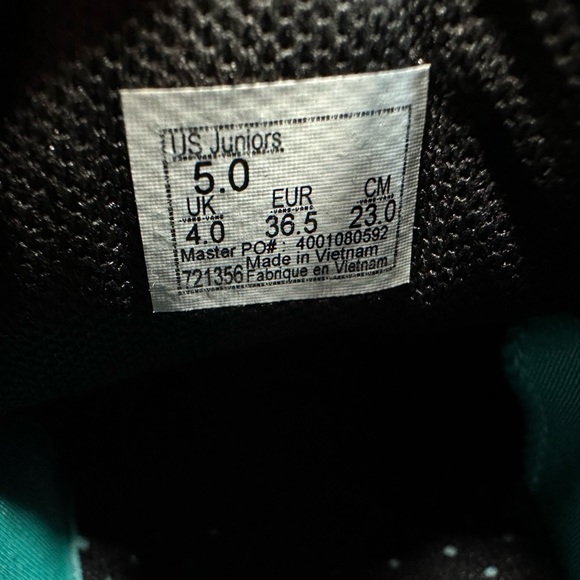 US Juniors
5.0
UK EUR CM
4.0 36.5 23.0
Master PO# : 4001080592
Made in Vietnam
721356 Fabrique en Vietnam